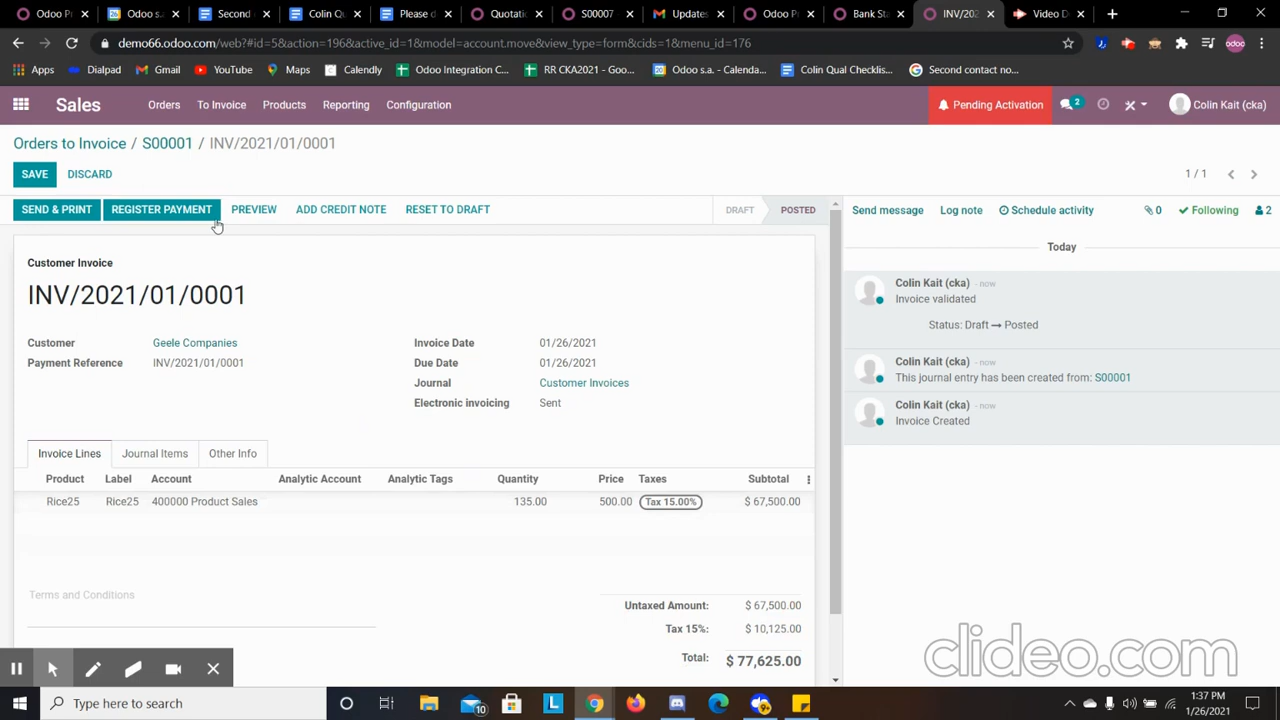 Odoo P
Odoo s.a
Second
Colin Qu
Please d
Quotati
S00007
Updates
Odoo P
Bank St
INV/202
Video D
demo66.odoo.com/web?#id=5&action=196&active_id=1&model=account.move&view_type=form&cids=1&menu_id=176
odoo
Apps
Dialpad
Gmail
YouTube
Maps
Calendly
Odoo Integration C...
RR CKA2021 - Goo...
Odoo s.a. - Calenda...
Colin Qual Checklis...
Second contact no...
Sales
Orders
To Invoice
Products
Reporting
Configuration
Pending Activation
2
Colin Kait (cka)
Orders to Invoice / S00001 / INV/2021/01/0001
SAVE
DISCARD
1 / 1
SEND & PRINT
REGISTER PAYMENT
PREVIEW
ADD CREDIT NOTE
RESET TO DRAFT
DRAFT
POSTED
Send message
Log note
Schedule activity
0
Following
2
Today
Customer Invoice
INV/2021/01/0001
Customer Geele Companies
Payment Reference INV/2021/01/0001
Invoice Date 01/26/2021
Due Date 01/26/2021
Journal Customer Invoices
Electronic invoicing Sent
Colin Kait (cka) - now
Invoice validated
Status: Draft → Posted
Colin Kait (cka) - now
This journal entry has been created from: S00001
Colin Kait (cka) - now
Invoice Created
Invoice Lines
Journal Items
Other Info
Product Label Account Analytic Account Analytic Tags Quantity Price Taxes Subtotal
Rice25 Rice25 400000 Product Sales 135.00 500.00 Tax 15.00% $ 67,500.00
Terms and Conditions
Untaxed Amount: $ 67,500.00
Tax 15%: $ 10,125.00
Total: $ 77,625.00
clideo.com
Type here to search
L
10
1:37 PM
1/26/2021